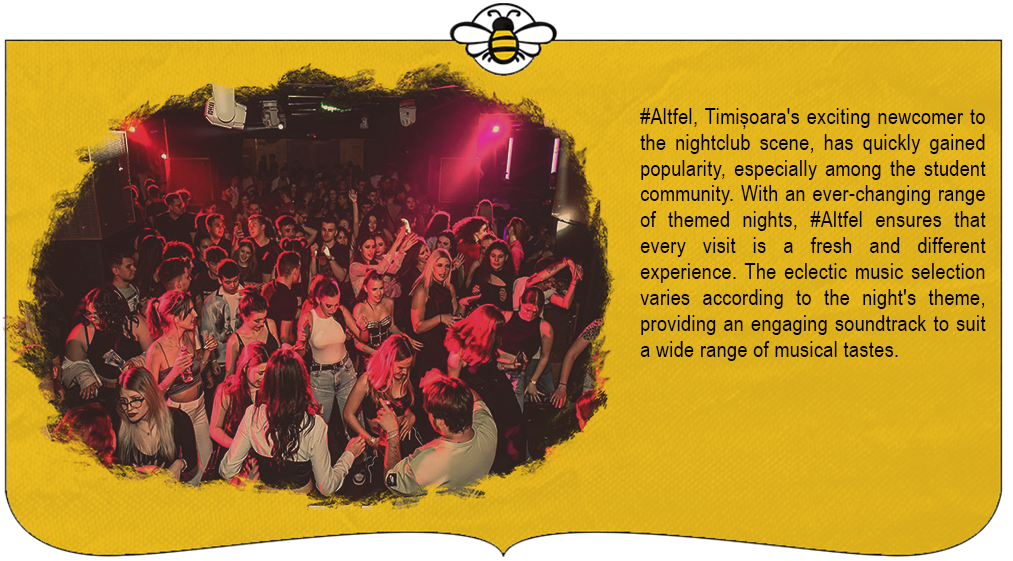 #Altfel, Timișoara's exciting newcomer to
the nightclub scene, has quickly gained
popularity, especially among the student
community. With an ever-changing range
of themed nights, #Altfel ensures that
every visit is a fresh and different
experience. The eclectic music selection
varies according to the night's theme,
providing an engaging soundtrack to suit
a wide range of musical tastes.